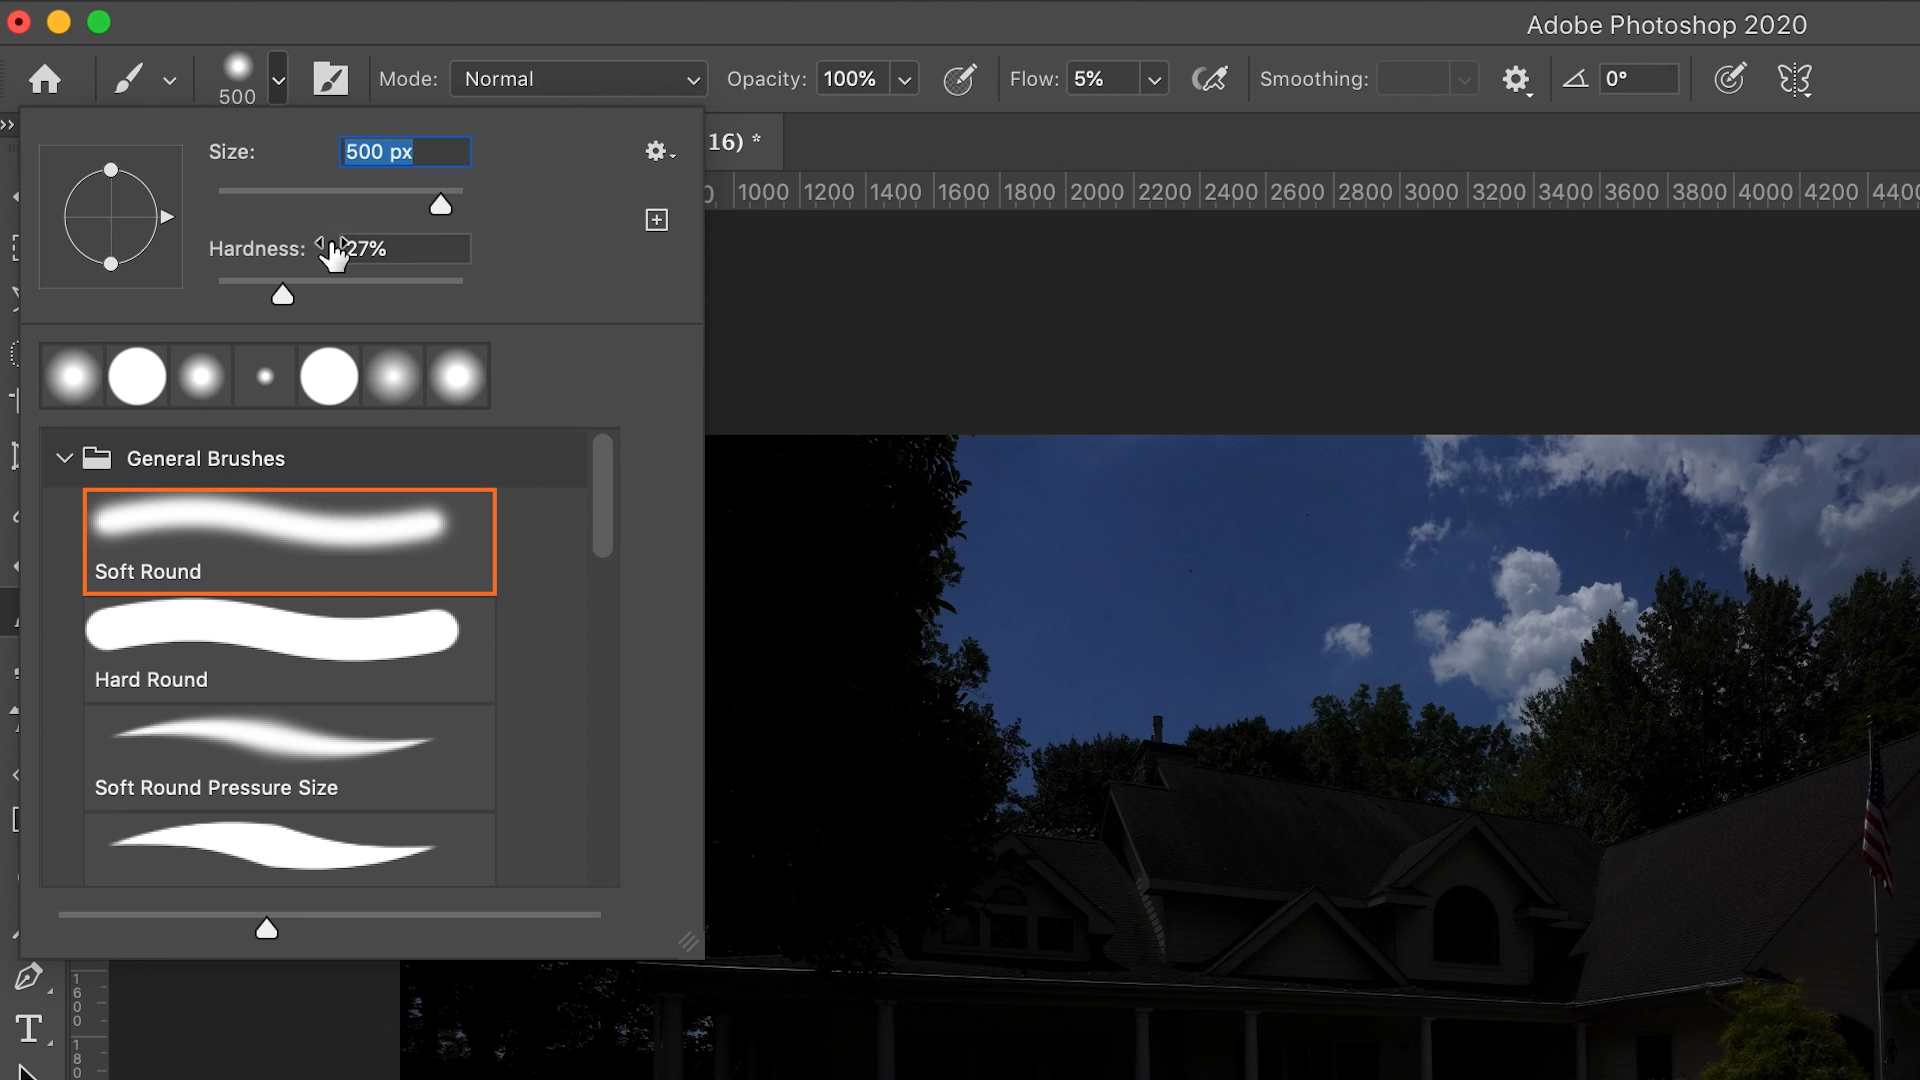 Adobe Photoshop 2020
500
Mode: Normal
Opacity: 100%
Flow: 5%
Smoothing:
0°
16) *
Size: 500 px
0 1000 1200 1400 1600 1800 2000 2200 2400 2600 2800 3000 3200 3400 3600 3800 4000 4200 4400
Hardness: 27%
General Brushes
Soft Round
Hard Round
Soft Round Pressure Size
1600
180